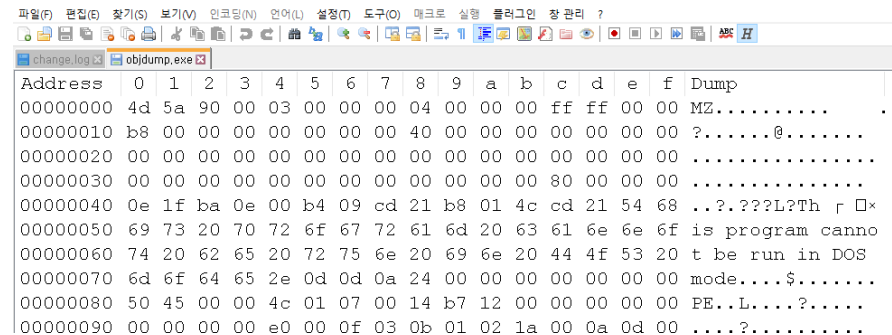 파일(F) 편집(E) 찾기(S) 보기(V) 인코딩(N) 언어(L) 설정(T) 도구(O) 매크로 실행 플러그인 창 관리 ?
change.log objdump.exe
Address 0 1 2 3 4 5 6 7 8 9 a b c d e f Dump
00000000 4d 5a 90 00 03 00 00 00 04 00 00 00 ff ff 00 00 MZ..........
00000010 b8 00 00 00 00 00 00 00 40 00 00 00 00 00 00 00 ?.......@.......
00000020 00 00 00 00 00 00 00 00 00 00 00 00 00 00 00 00 ................
00000030 00 00 00 00 00 00 00 00 00 00 00 00 80 00 00 00 ................
00000040 0e 1f ba 0e 00 b4 09 cd 21 b8 01 4c cd 21 54 68 ..?.???L?Th ┌ □×
00000050 69 73 20 70 72 6f 67 72 61 6d 20 63 61 6e 6e 6f is program canno
00000060 74 20 62 65 20 72 75 6e 20 69 6e 20 44 4f 53 20 t be run in DOS
00000070 6d 6f 64 65 2e 0d 0d 0a 24 00 00 00 00 00 00 00 mode....$.......
00000080 50 45 00 00 4c 01 07 00 14 b7 12 00 00 00 00 00 PE..L....?......
00000090 00 00 00 00 e0 00 0f 03 0b 01 02 1a 00 0a 0d 00 ....?...........